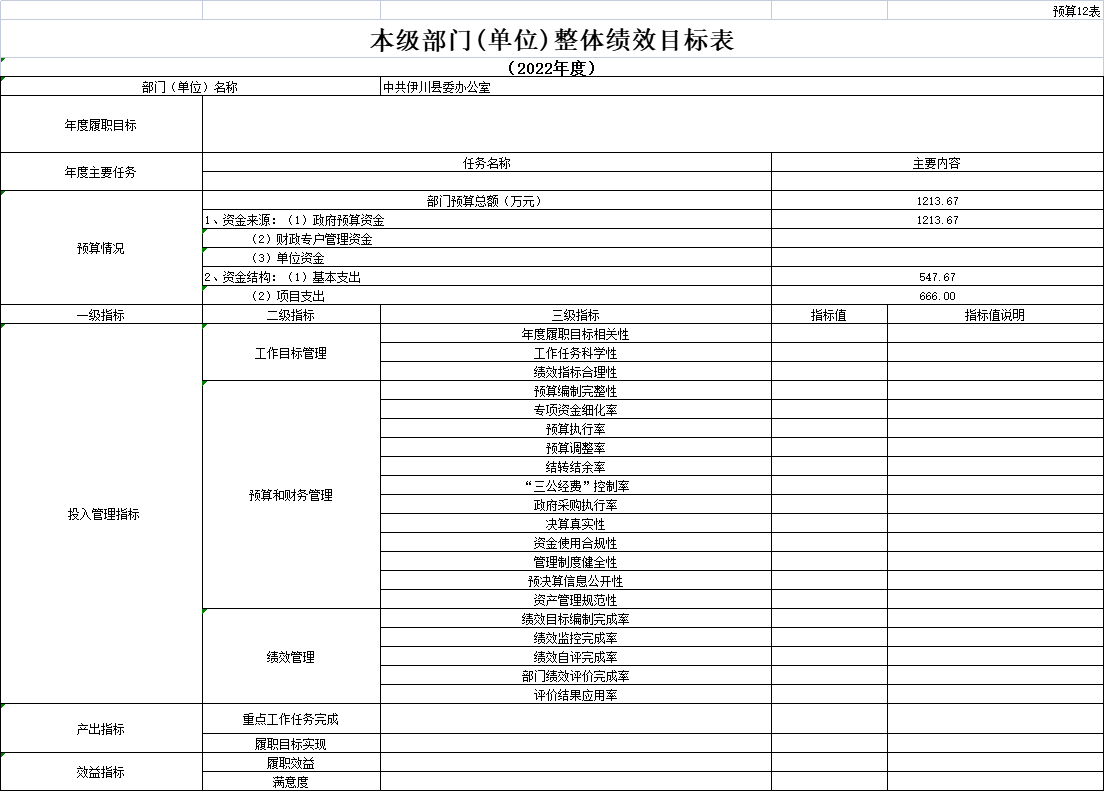 预算12表
本级部门(单位)整体绩效目标表
（2022年度）
部门（单位）名称 中共伊川县委办公室
年度履职目标
年度主要任务 任务名称 主要内容
预算情况 部门预算总额（万元） 1213.67
1、资金来源：（1）政府预算资金 1213.67
（2）财政专户管理资金
（3）单位资金
2、资金结构：（1）基本支出 547.67
（2）项目支出 666.00
一级指标 二级指标 三级指标 指标值 指标值说明
投入管理指标 工作目标管理 年度履职目标相关性
工作任务科学性
绩效指标合理性
预算和财务管理 预算编制完整性
专项资金细化率
预算执行率
预算调整率
结转结余率
“三公经费”控制率
政府采购执行率
决算真实性
资金使用合规性
管理制度健全性
预决算信息公开性
资产管理规范性
绩效管理 绩效目标编制完成率
绩效监控完成率
绩效自评完成率
部门绩效评价完成率
评价结果应用率
产出指标 重点工作任务完成
履职目标实现
效益指标 履职效益
满意度